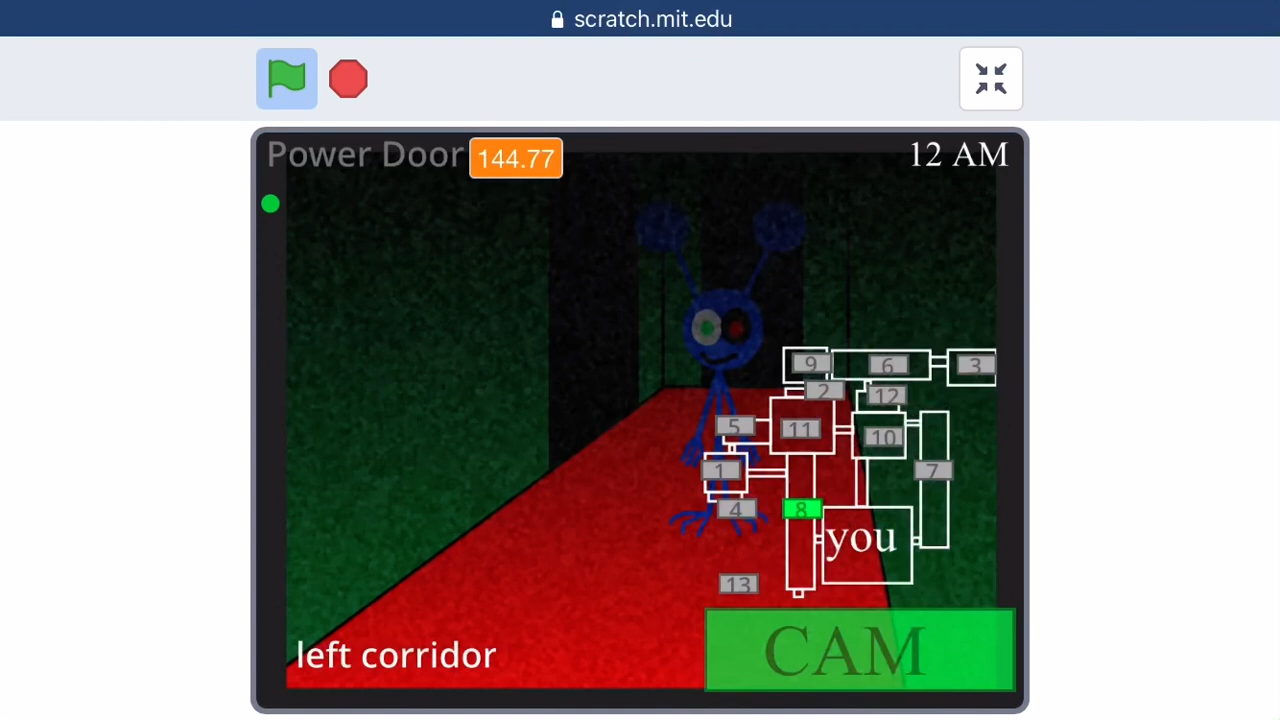 scratch.mit.edu
Power Door 144.77
12 AM
9 6 3
2 12
5 11 10
1 7
4 8
you
13
left corridor
CAM